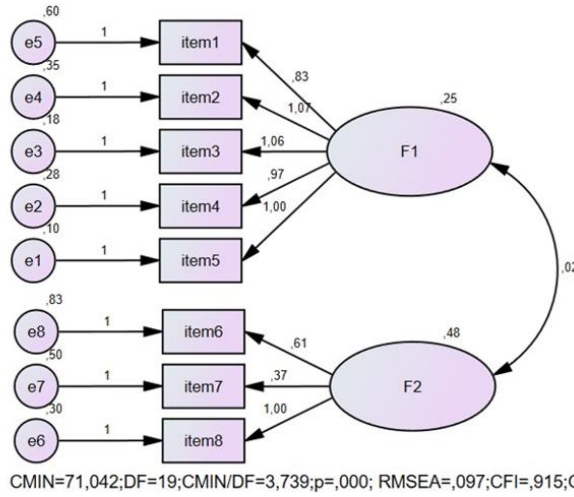 ,60
e5 1 item1
,83
,35
e4 1 item2
1,07
,25
,18
e3 1 item3
1,06
F1
,28
e2 1 item4
,97
,10
e1 1 item5
1,00
,02
,83
e8 1 item6
,61
,48
,50
e7 1 item7
,37
F2
,30
e6 1 item8
1,00
CMIN=71,042;DF=19;CMIN/DF=3,739;p=,000; RMSEA=,097;CFI=,915;